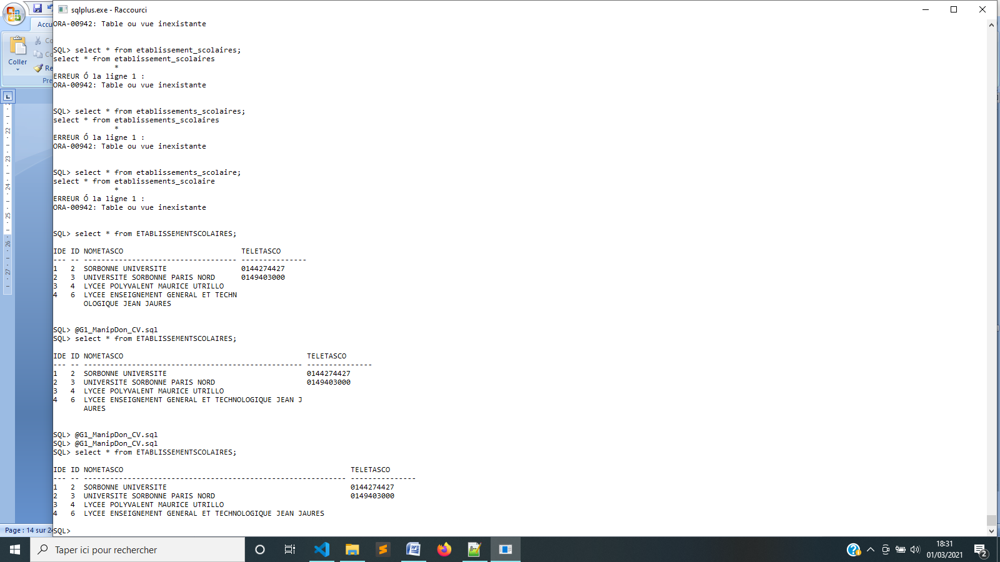 sqlplus.exe - Raccourci
Accu
Coller
Co
Co
Re
Pre
ORA-00942: Table ou vue inexistante
SQL> select * from etablissement_scolaires;
select * from etablissement_scolaires
*
ERREUR Ó la ligne 1 :
ORA-00942: Table ou vue inexistante
SQL> select * from etablissements_scolaires;
select * from etablissements_scolaires
*
ERREUR Ó la ligne 1 :
ORA-00942: Table ou vue inexistante
SQL> select * from etablissements_scolaire;
select * from etablissements_scolaire
*
ERREUR Ó la ligne 1 :
ORA-00942: Table ou vue inexistante
SQL> select * from ETABLISSEMENTSCOLAIRES;
IDE ID NOMETASCO TELETASCO
--- -- ----------------------------------- ---------------
1 2 SORBONNE UNIVERSITE 0144274427
2 3 UNIVERSITE SORBONNE PARIS NORD 0149403000
3 4 LYCEE POLYVALENT MAURICE UTRILLO
4 6 LYCEE ENSEIGNEMENT GENERAL ET TECHN
OLOGIQUE JEAN JAURES
SQL> @G1_ManipDon_CV.sql
SQL> select * from ETABLISSEMENTSCOLAIRES;
IDE ID NOMETASCO TELETASCO
--- -- -------------------------------------------------- ---------------
1 2 SORBONNE UNIVERSITE 0144274427
2 3 UNIVERSITE SORBONNE PARIS NORD 0149403000
3 4 LYCEE POLYVALENT MAURICE UTRILLO
4 6 LYCEE ENSEIGNEMENT GENERAL ET TECHNOLOGIQUE JEAN J
AURES
SQL> @G1_ManipDon_CV.sql
SQL> @G1_ManipDon_CV.sql
SQL> select * from ETABLISSEMENTSCOLAIRES;
IDE ID NOMETASCO TELETASCO
--- -- ------------------------------------------------------------ ---------------
1 2 SORBONNE UNIVERSITE 0144274427
2 3 UNIVERSITE SORBONNE PARIS NORD 0149403000
3 4 LYCEE POLYVALENT MAURICE UTRILLO
4 6 LYCEE ENSEIGNEMENT GENERAL ET TECHNOLOGIQUE JEAN JAURES
SQL>
22
23
24
25
26
27
Page : 14 sur 24
Taper ici pour rechercher
18:31
01/03/2021
2